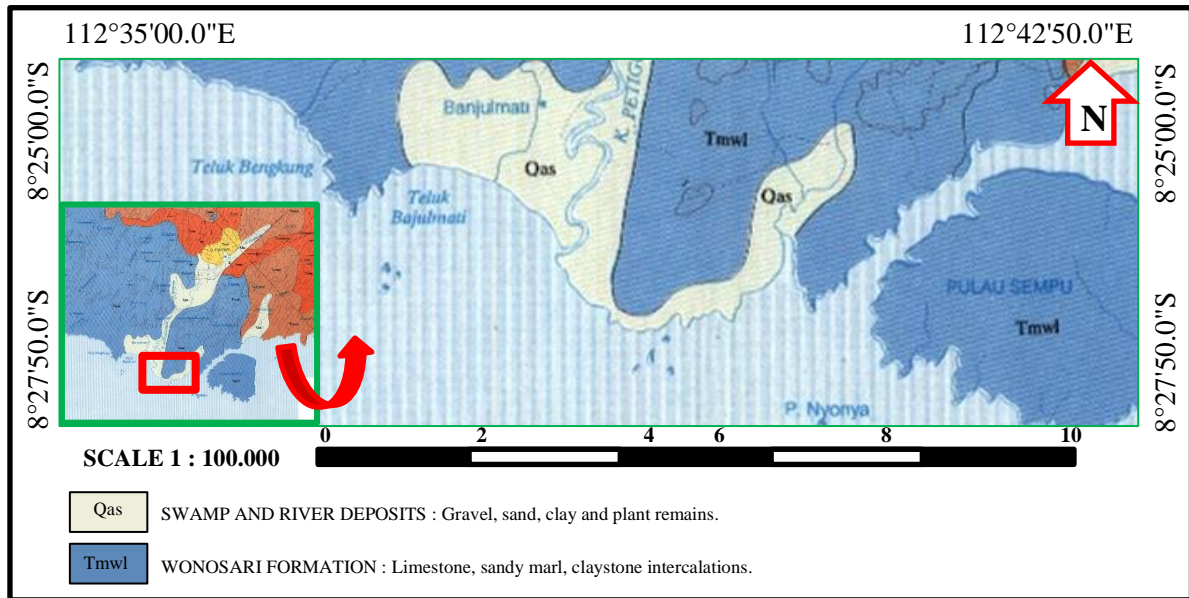 112°35'00.0"E
112°42'50.0"E
8°25'00.0"S
8°25'00.0"S
N
K. PETIG
Banjulmati
Tmwl
Qas
Teluk Bengkung
Teluk
Bajulmati
Qas
PULAU SEMPU
Tmwl
P. Nyonya
8°27'50.0"S
8°27'50.0"S
0 2 4 6 8 10
SCALE 1 : 100.000
Qas SWAMP AND RIVER DEPOSITS : Gravel, sand, clay and plant remains.
Tmwl WONOSARI FORMATION : Limestone, sandy marl, claystone intercalations.